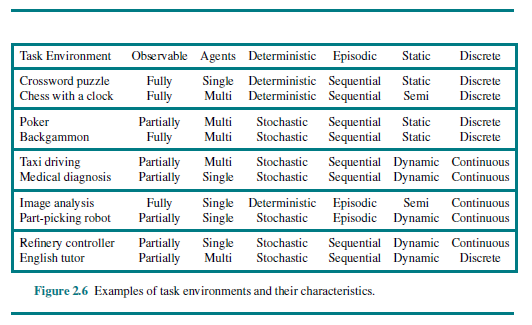 Task Environment Observable Agents Deterministic Episodic Static Discrete
Crossword puzzle Fully Single Deterministic Sequential Static Discrete
Chess with a clock Fully Multi Deterministic Sequential Semi Discrete
Poker Partially Multi Stochastic Sequential Static Discrete
Backgammon Fully Multi Stochastic Sequential Static Discrete
Taxi driving Partially Multi Stochastic Sequential Dynamic Continuous
Medical diagnosis Partially Single Stochastic Sequential Dynamic Continuous
Image analysis Fully Single Deterministic Episodic Semi Continuous
Part-picking robot Partially Single Stochastic Episodic Dynamic Continuous
Refinery controller Partially Single Stochastic Sequential Dynamic Continuous
English tutor Partially Multi Stochastic Sequential Dynamic Discrete
Figure 2.6 Examples of task environments and their characteristics.